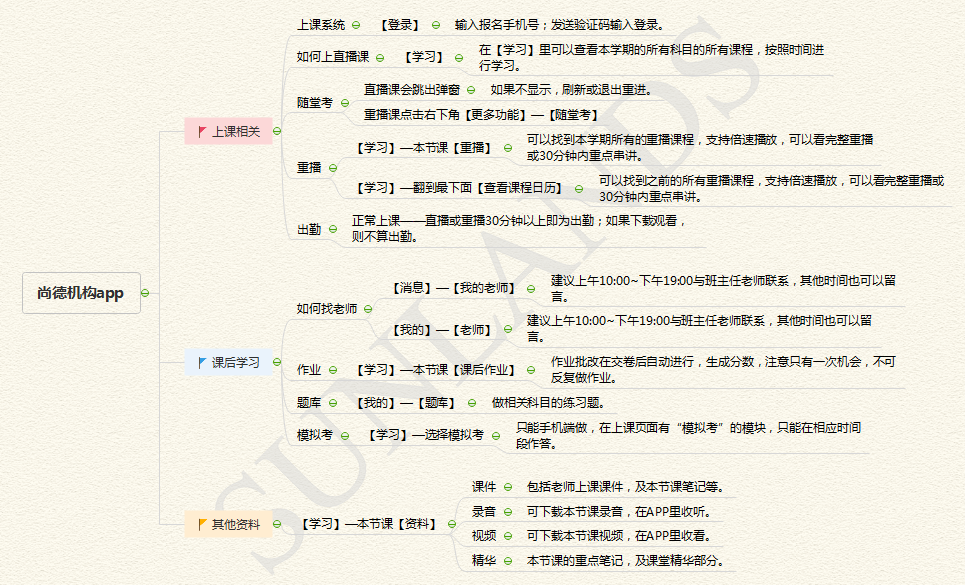 尚德机构app
上课相关
上课系统
【登录】
输入报名手机号；发送验证码输入登录。
如何上直播课
【学习】
在【学习】里可以查看本学期的所有科目的所有课程，按照时间进
行学习。
随堂考
直播课会跳出弹窗
如果不显示，刷新或退出重进。
重播课点击右下角【更多功能】—【随堂考】
重播
【学习】—本节课【重播】
可以找到本学期所有的重播课程，支持倍速播放，可以看完整重播
或30分钟内重点串讲。
【学习】—翻到最下面【查看课程日历】
可以找到之前的所有重播课程，支持倍速播放，可以看完整重播或
30分钟内重点串讲。
出勤
正常上课——直播或重播30分钟以上即为出勤；如果下载观看，
则不算出勤。
课后学习
如何找老师
【消息】—【我的老师】
建议上午10:00~下午19:00与班主任老师联系，其他时间也可以留
言。
【我的】—【老师】
建议上午10:00~下午19:00与班主任老师联系，其他时间也可以留
言。
作业
【学习】—本节课【课后作业】
作业批改在交卷后自动进行，生成分数，注意只有一次机会，不可
反复做作业。
题库
【我的】—【题库】
做相关科目的练习题。
模拟考
【学习】—选择模拟考
只能手机端做，在上课页面有“模拟考”的模块，只能在相应时间
段作答。
其他资料
【学习】—本节课【资料】
课件
包括老师上课课件，及本节课笔记等。
录音
可下载本节课录音，在APP里收听。
视频
可下载本节课视频，在APP里收看。
精华
本节课的重点笔记，及课堂精华部分。
SUNLANDS